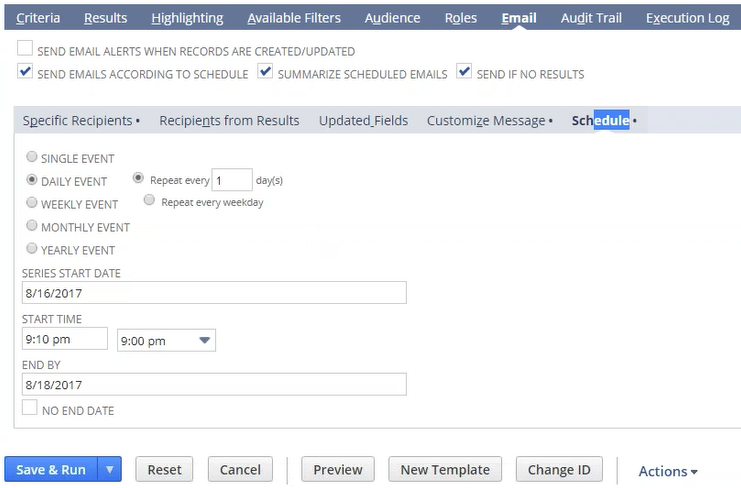 Criteria Results Highlighting Available Filters Audience Roles Email Audit Trail Execution Log
SEND EMAIL ALERTS WHEN RECORDS ARE CREATED/UPDATED
SEND EMAILS ACCORDING TO SCHEDULE SUMMARIZE SCHEDULED EMAILS SEND IF NO RESULTS
Specific Recipients • Recipients from Results Updated Fields Customize Message • Schedule •
SINGLE EVENT
DAILY EVENT Repeat every 1 day(s)
WEEKLY EVENT Repeat every weekday
MONTHLY EVENT
YEARLY EVENT
SERIES START DATE
8/16/2017
START TIME
9:10 pm 9:00 pm
END BY
8/18/2017
NO END DATE
Save & Run Reset Cancel Preview New Template Change ID Actions